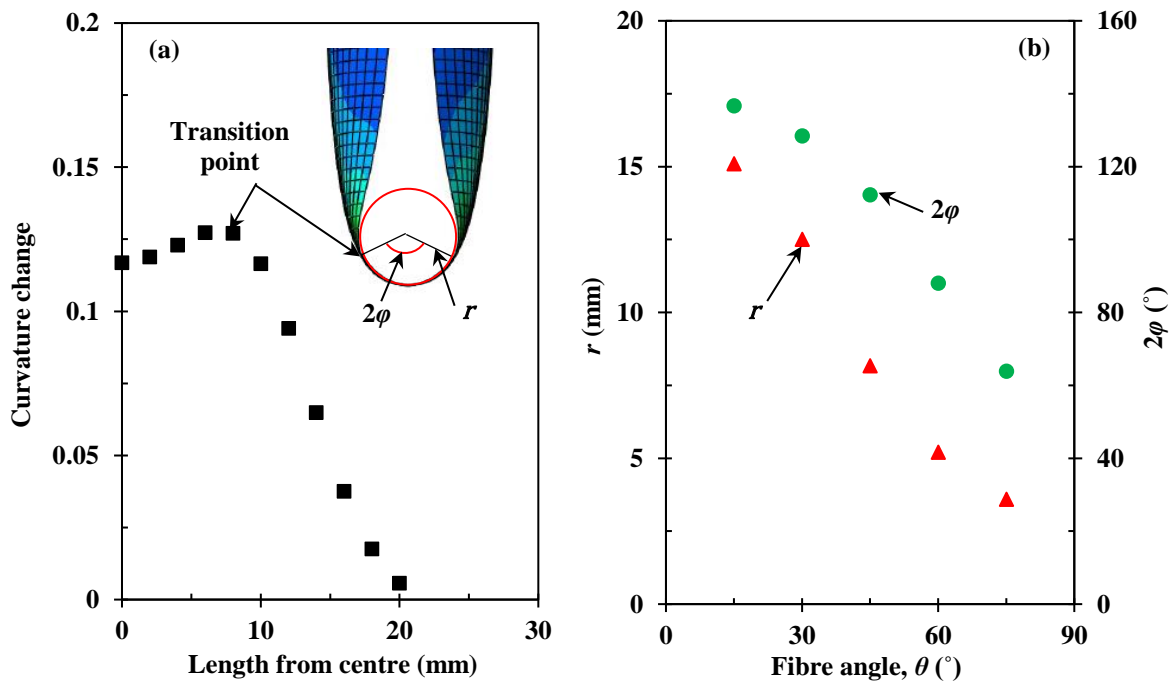 (a)
0.2
0.15
0.1
0.05
0
Curvature change
Transition
point
2φ
r
0
10
20
30
Length from centre (mm)
(b)
20
15
10
5
0
r (mm)
160
120
80
40
0
2φ (˚)
2φ
r
0
30
60
90
Fibre angle, θ (˚)